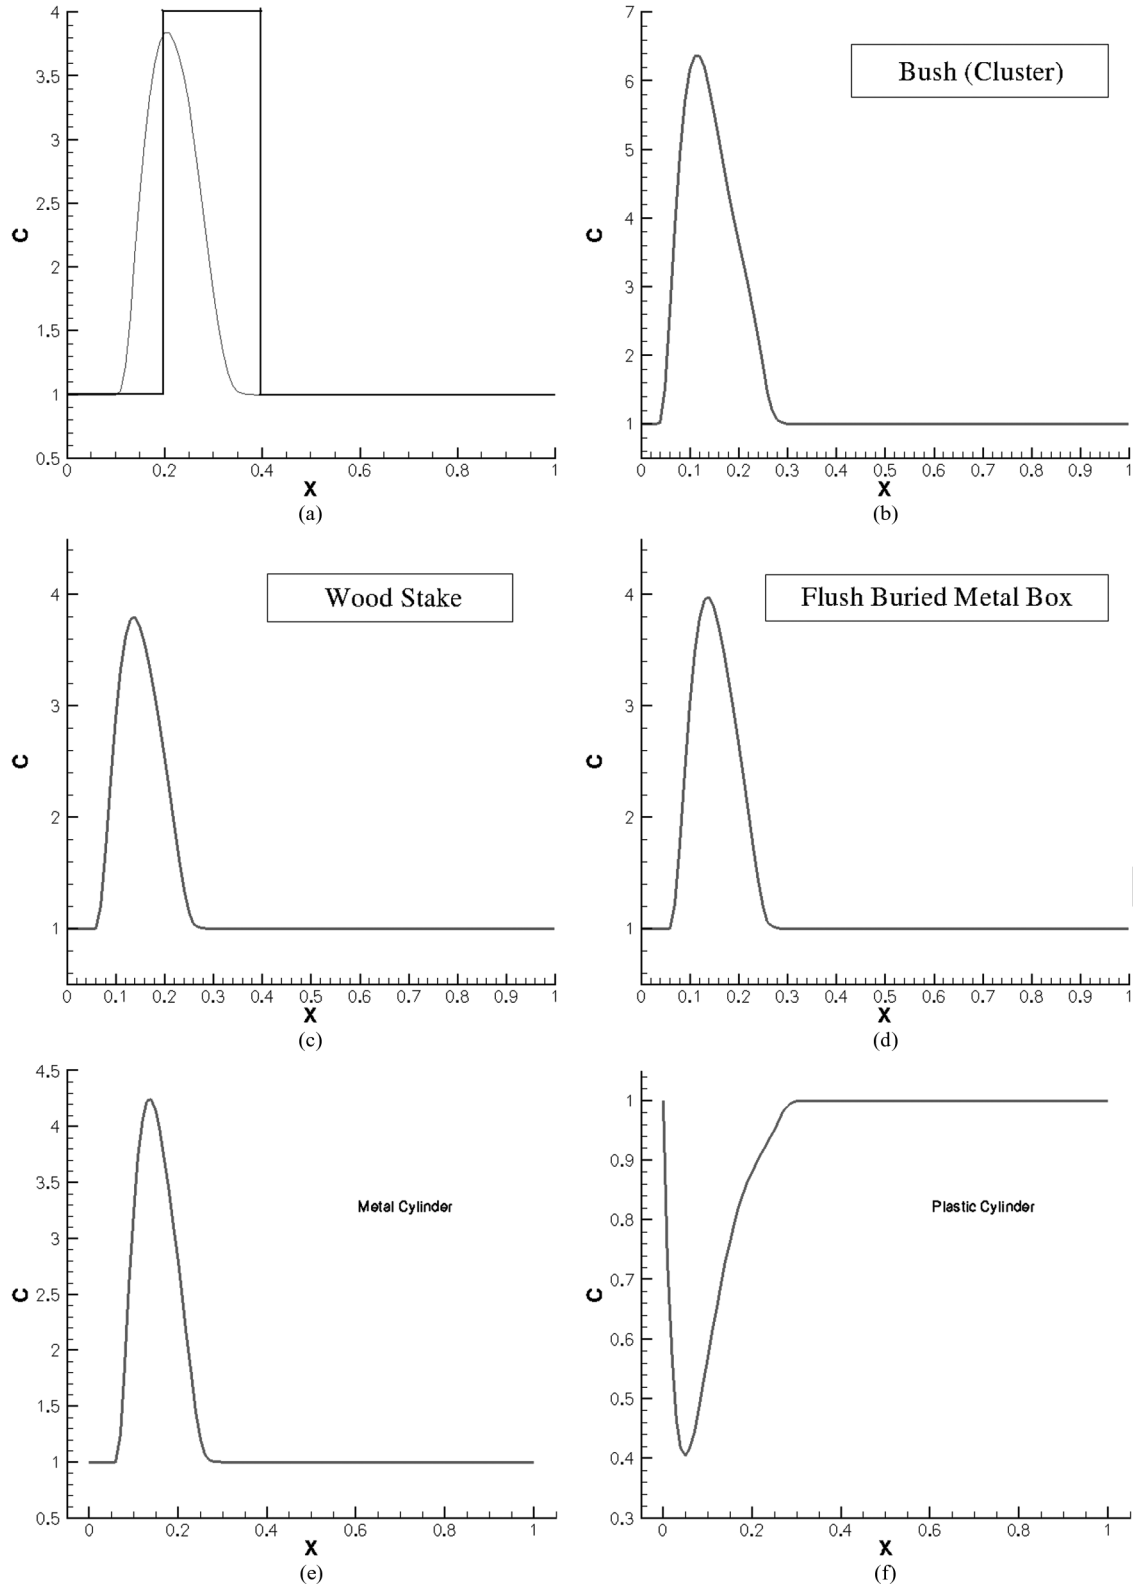 4
3.5
3
2.5
C
2
1.5
1
0.5
0 0.2 0.4 0.6 0.8 1
X
(a)
7
Bush (Cluster)
6
5
4
C
3
2
1
0 0.1 0.2 0.3 0.4 0.5 0.6 0.7 0.8 0.9 1
X
(b)
Wood Stake
4
3
C
2
1
0 0.1 0.2 0.3 0.4 0.5 0.6 0.7 0.8 0.9 1
X
(c)
Flush Buried Metal Box
4
3
C
2
1
0 0.1 0.2 0.3 0.4 0.5 0.6 0.7 0.8 0.9 1
X
(d)
4.5
4
3.5
Metal Cylinder
3
C
2.5
2
1.5
1
0.5
0 0.2 0.4 0.6 0.8 1
X
(e)
1
0.9
Plastic Cylinder
0.8
0.7
C
0.6
0.5
0.4
0.3
0 0.2 0.4 0.6 0.8 1
X
(f)